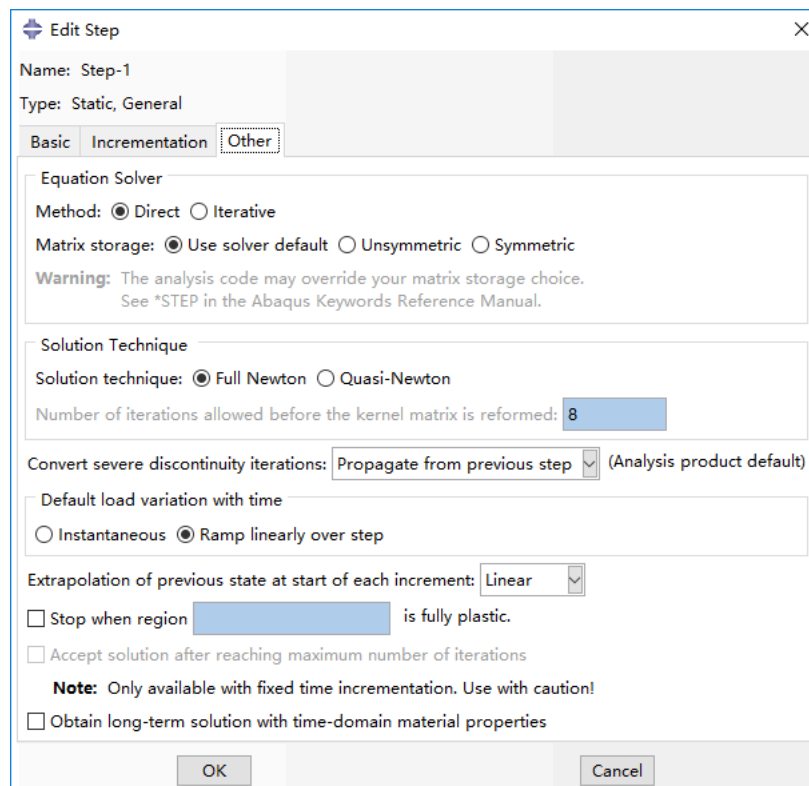 Edit Step
Name: Step-1
Type: Static, General
Basic Incrementation Other
Equation Solver
Method: Direct Iterative
Matrix storage: Use solver default Unsymmetric Symmetric
Warning: The analysis code may override your matrix storage choice.
See *STEP in the Abaqus Keywords Reference Manual.
Solution Technique
Solution technique: Full Newton Quasi-Newton
Number of iterations allowed before the kernel matrix is reformed: 8
Convert severe discontinuity iterations: Propagate from previous step (Analysis product default)
Default load variation with time
Instantaneous Ramp linearly over step
Extrapolation of previous state at start of each increment: Linear
Stop when region is fully plastic.
Accept solution after reaching maximum number of iterations
Note: Only available with fixed time incrementation. Use with caution!
Obtain long-term solution with time-domain material properties
OK Cancel